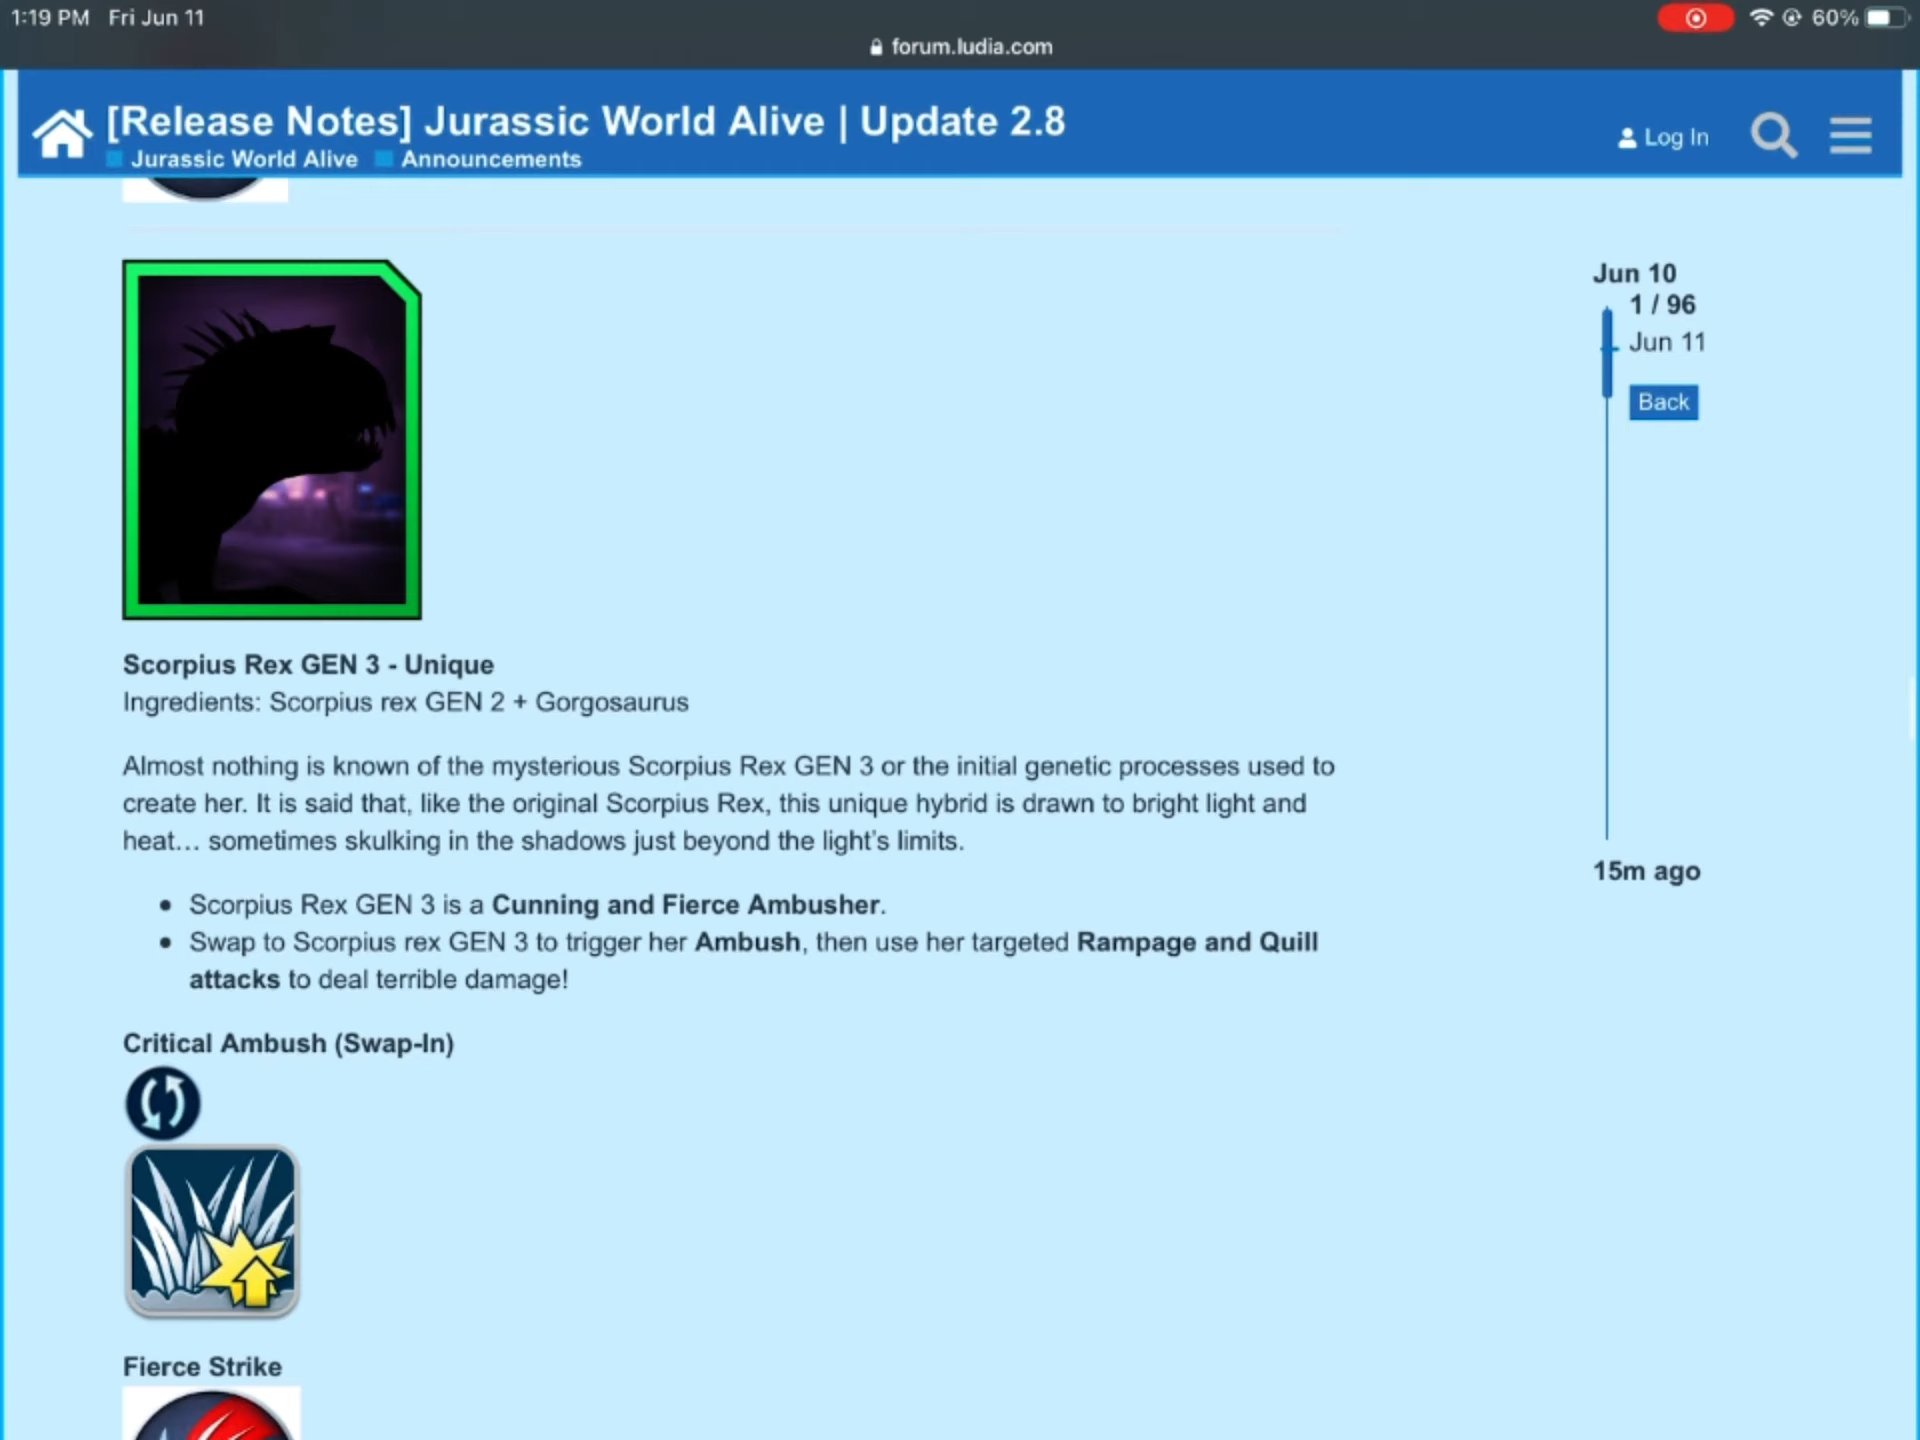 1:19 PM Fri Jun 11
60%
forum.ludia.com
[Release Notes] Jurassic World Alive | Update 2.8
Jurassic World Alive Announcements
Log In
Jun 10
1 / 96
Jun 11
Back
15m ago
Scorpius Rex GEN 3 - Unique
Ingredients: Scorpius rex GEN 2 + Gorgosaurus
Almost nothing is known of the mysterious Scorpius Rex GEN 3 or the initial genetic processes used to
create her. It is said that, like the original Scorpius Rex, this unique hybrid is drawn to bright light and
heat… sometimes skulking in the shadows just beyond the light's limits.
Scorpius Rex GEN 3 is a Cunning and Fierce Ambusher.
Swap to Scorpius rex GEN 3 to trigger her Ambush, then use her targeted Rampage and Quill
attacks to deal terrible damage!
Critical Ambush (Swap-In)
Fierce Strike